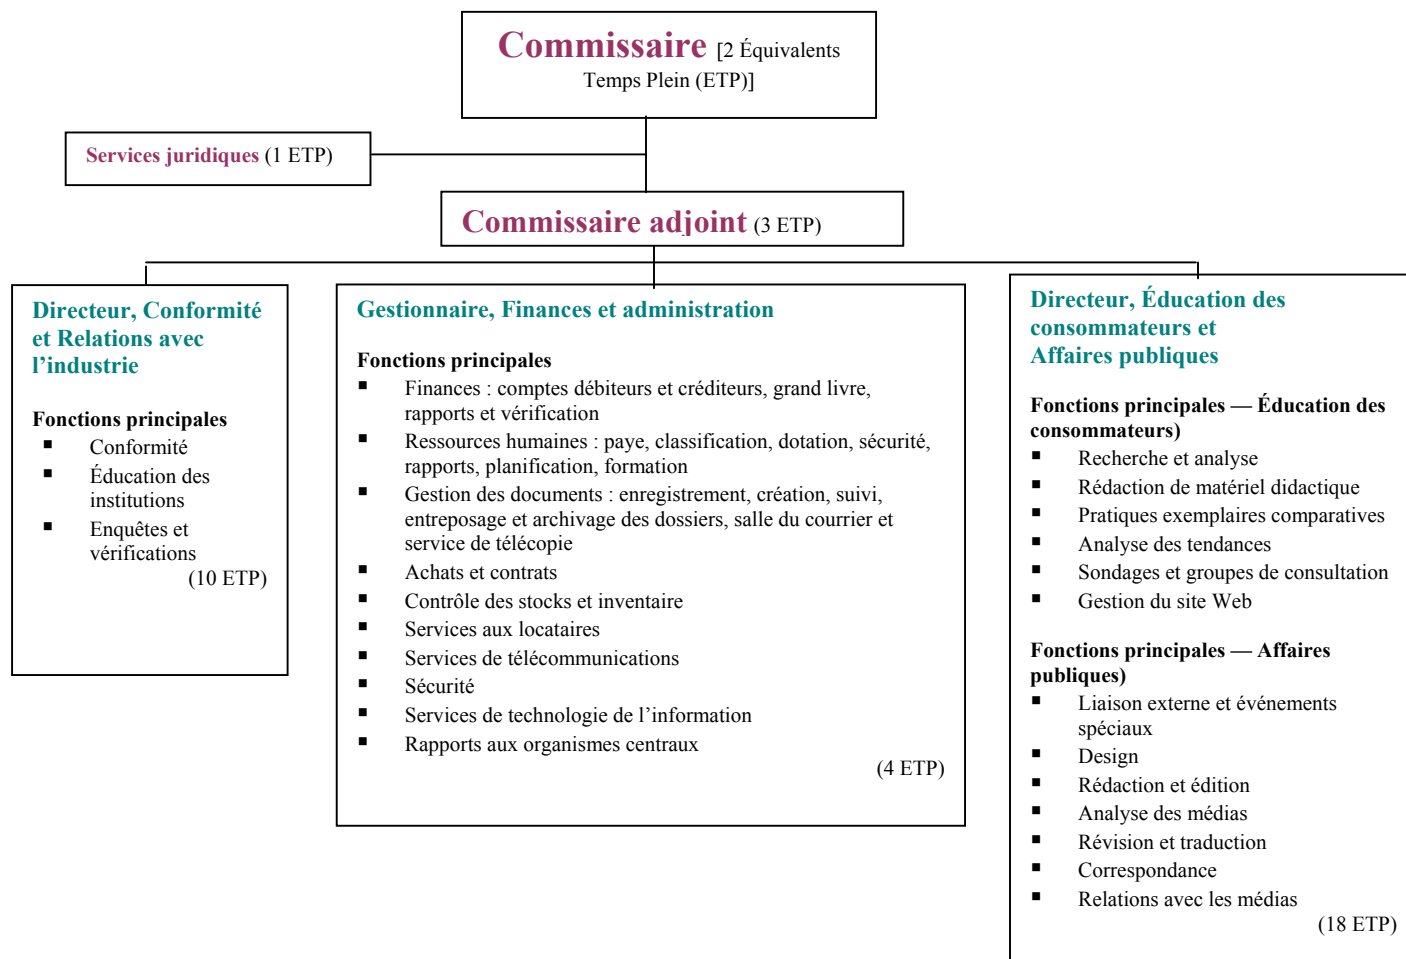 Commissaire [2 Équivalents
Temps Plein (ETP)]
Services juridiques (1 ETP)
Commissaire adjoint (3 ETP)
Directeur, Conformité
et Relations avec
l’industrie
Fonctions principales
■ Conformité
■ Éducation des
institutions
■ Enquêtes et
vérifications
(10 ETP)
Gestionnaire, Finances et administration
Fonctions principales
■ Finances : comptes débiteurs et créditeurs, grand livre,
rapports et vérification
■ Ressources humaines : paye, classification, dotation, sécurité,
rapports, planification, formation
■ Gestion des documents : enregistrement, création, suivi,
entreposage et archivage des dossiers, salle du courrier et
service de télécopie
■ Achats et contrats
■ Contrôle des stocks et inventaire
■ Services aux locataires
■ Services de télécommunications
■ Sécurité
■ Services de technologie de l’information
■ Rapports aux organismes centraux
(4 ETP)
Directeur, Éducation des
consommateurs et
Affaires publiques
Fonctions principales — Éducation des
consommateurs)
■ Recherche et analyse
■ Rédaction de matériel didactique
■ Pratiques exemplaires comparatives
■ Analyse des tendances
■ Sondages et groupes de consultation
■ Gestion du site Web
Fonctions principales — Affaires
publiques)
■ Liaison externe et événements
spéciaux
■ Design
■ Rédaction et édition
■ Analyse des médias
■ Révision et traduction
■ Correspondance
■ Relations avec les médias
(18 ETP)